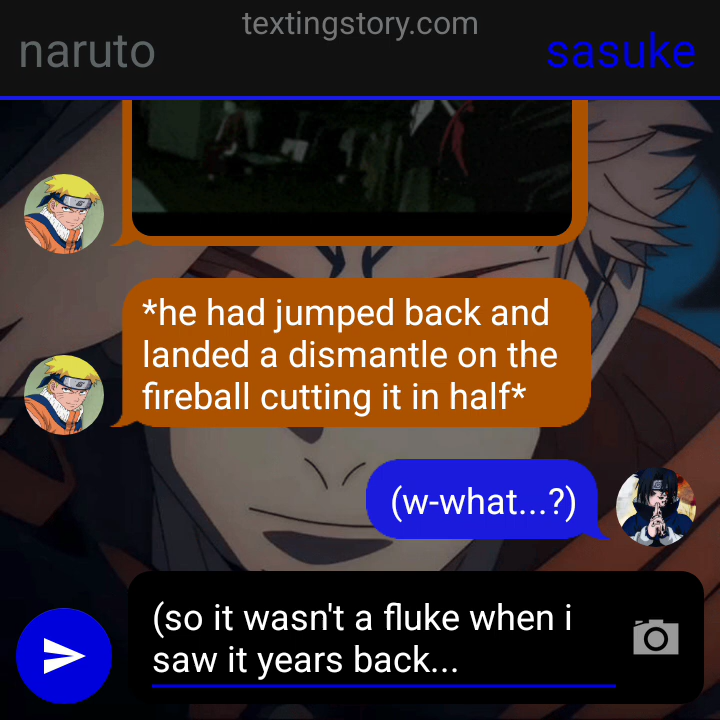 textingstory.com
naruto
sasuke
*he had jumped back and
landed a dismantle on the
fireball cutting it in half*
(w-what...?)
(so it wasn't a fluke when i
saw it years back...